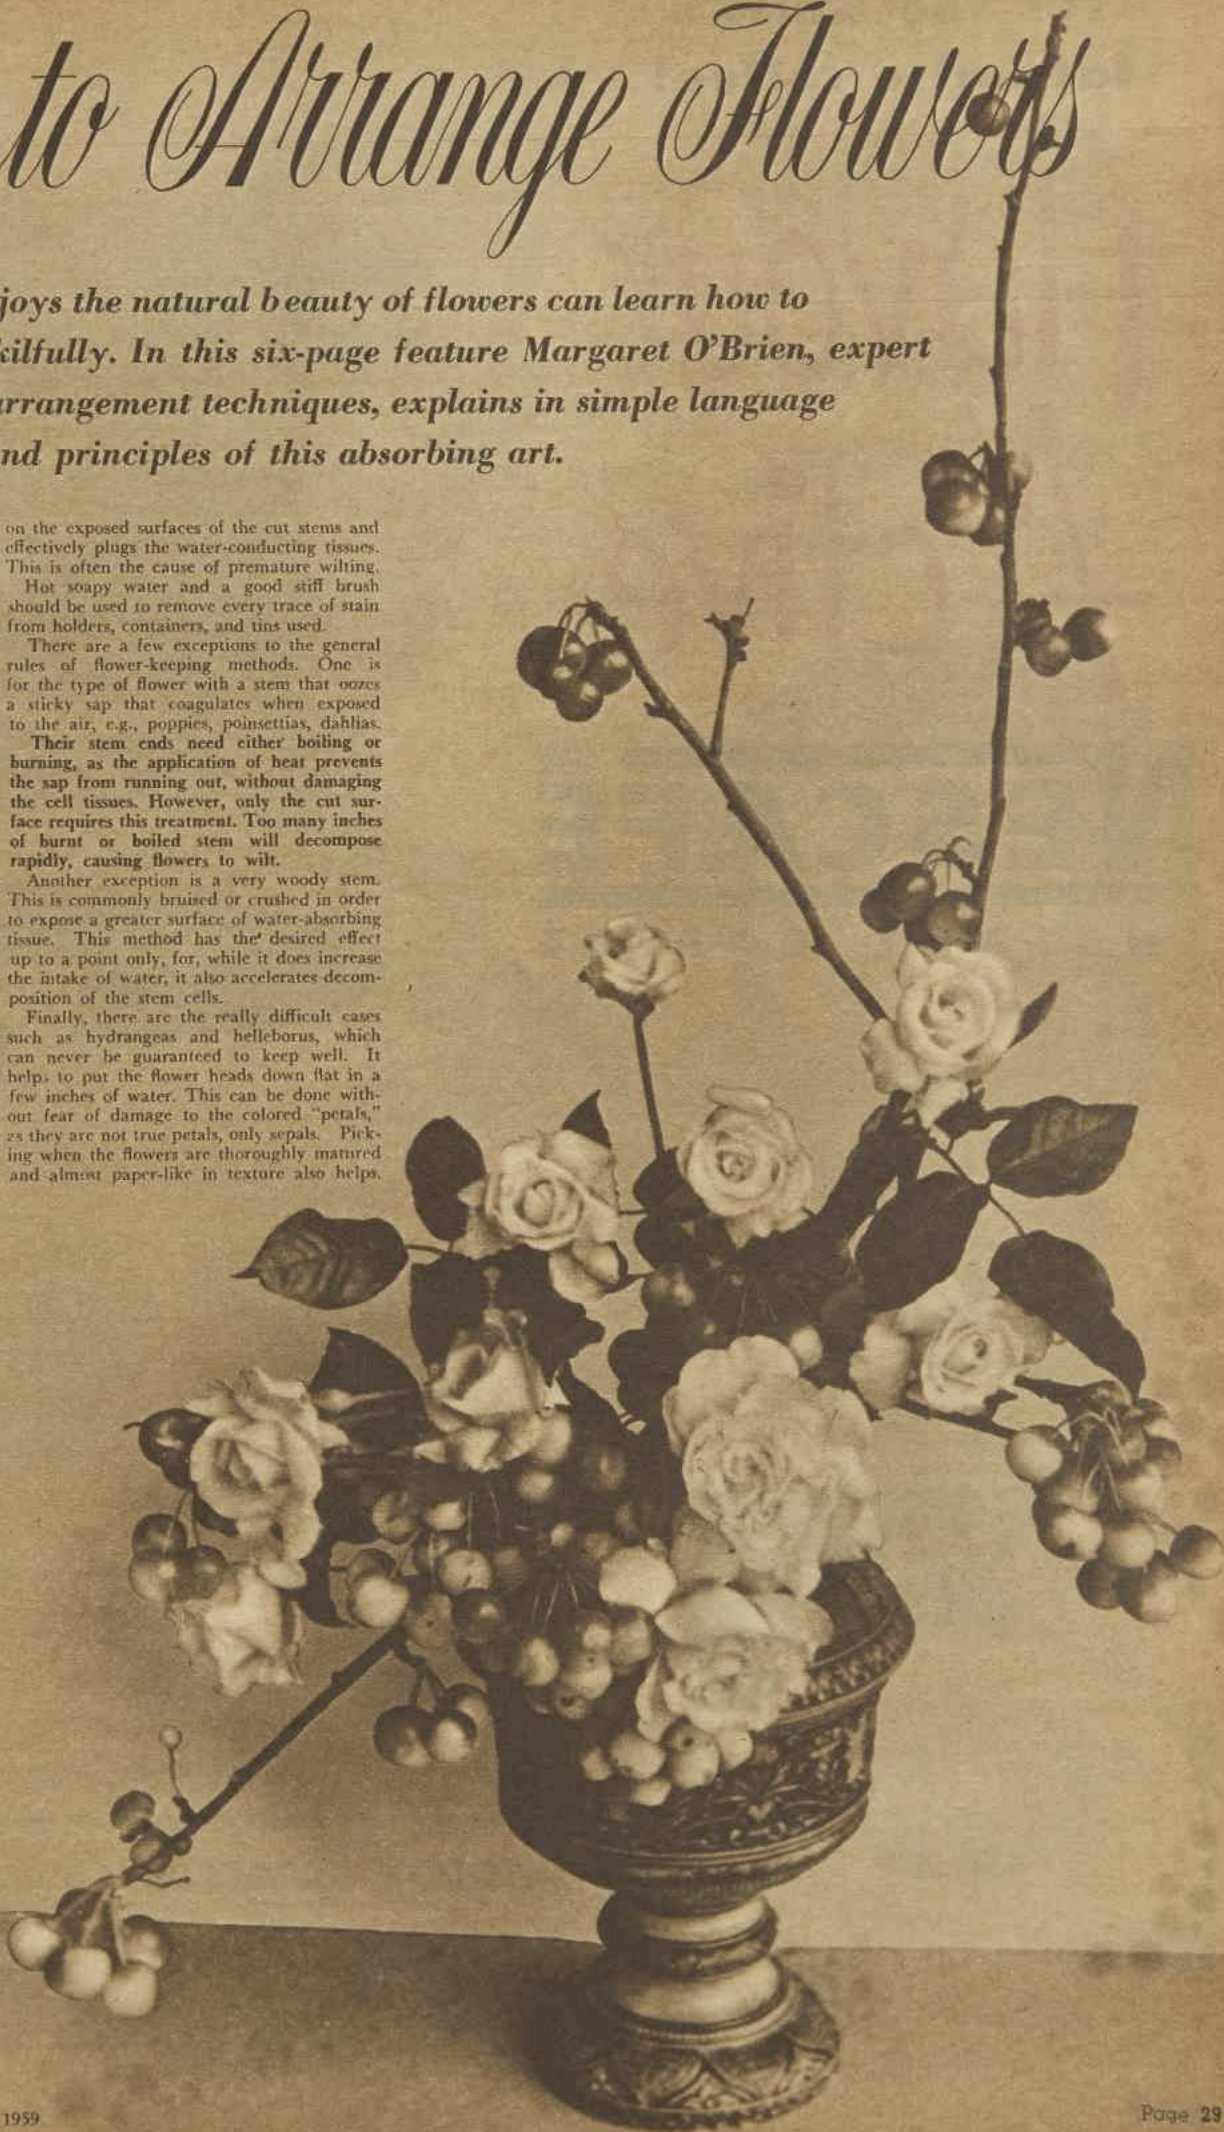 to Arrange Flowers
joys the natural beauty of flowers can learn how to
kilfully. In this six-page feature Margaret O'Brien, expert
rrangement techniques, explains in simple language
nd principles of this absorbing art.
on the exposed surfaces of the cut stems and
effectively plugs the water-conducting tissues.
This is often the cause of premature wilting.
Hot soapy water and a good stiff brush
should be used to remove every trace of stain
from holders, containers, and tins used.
There are a few exceptions to the general
rules of flower-keeping methods. One is
for the type of flower with a stem that oozes
a sticky sap that coagulates when exposed
to the air, e.g., poppies, poinsettias, dahlias.
Their stem ends need either boiling or
burning, as the application of heat prevents
the sap from running out, without damaging
the cell tissues. However, only the cut sur-
face requires this treatment. Too many inches
of burnt or boiled stem will decompose
rapidly, causing flowers to wilt.
Another exception is a very woody stem.
This is commonly bruised or crushed in order
to expose a greater surface of water-absorbing
tissue. This method has the desired effect
up to a point only, for, while it does increase
the intake of water, it also accelerates decom-
position of the stem cells.
Finally, there are the really difficult cases
such as hydrangeas and helleborus, which
can never be guaranteed to keep well. It
helps to put the flower heads down flat in a
few inches of water. This can be done with-
out fear of damage to the colored "petals,"
as they are not true petals, only sepals. Pick-
ing when the flowers are thoroughly matured
and almost paper-like in texture also helps.
1959
Page 29